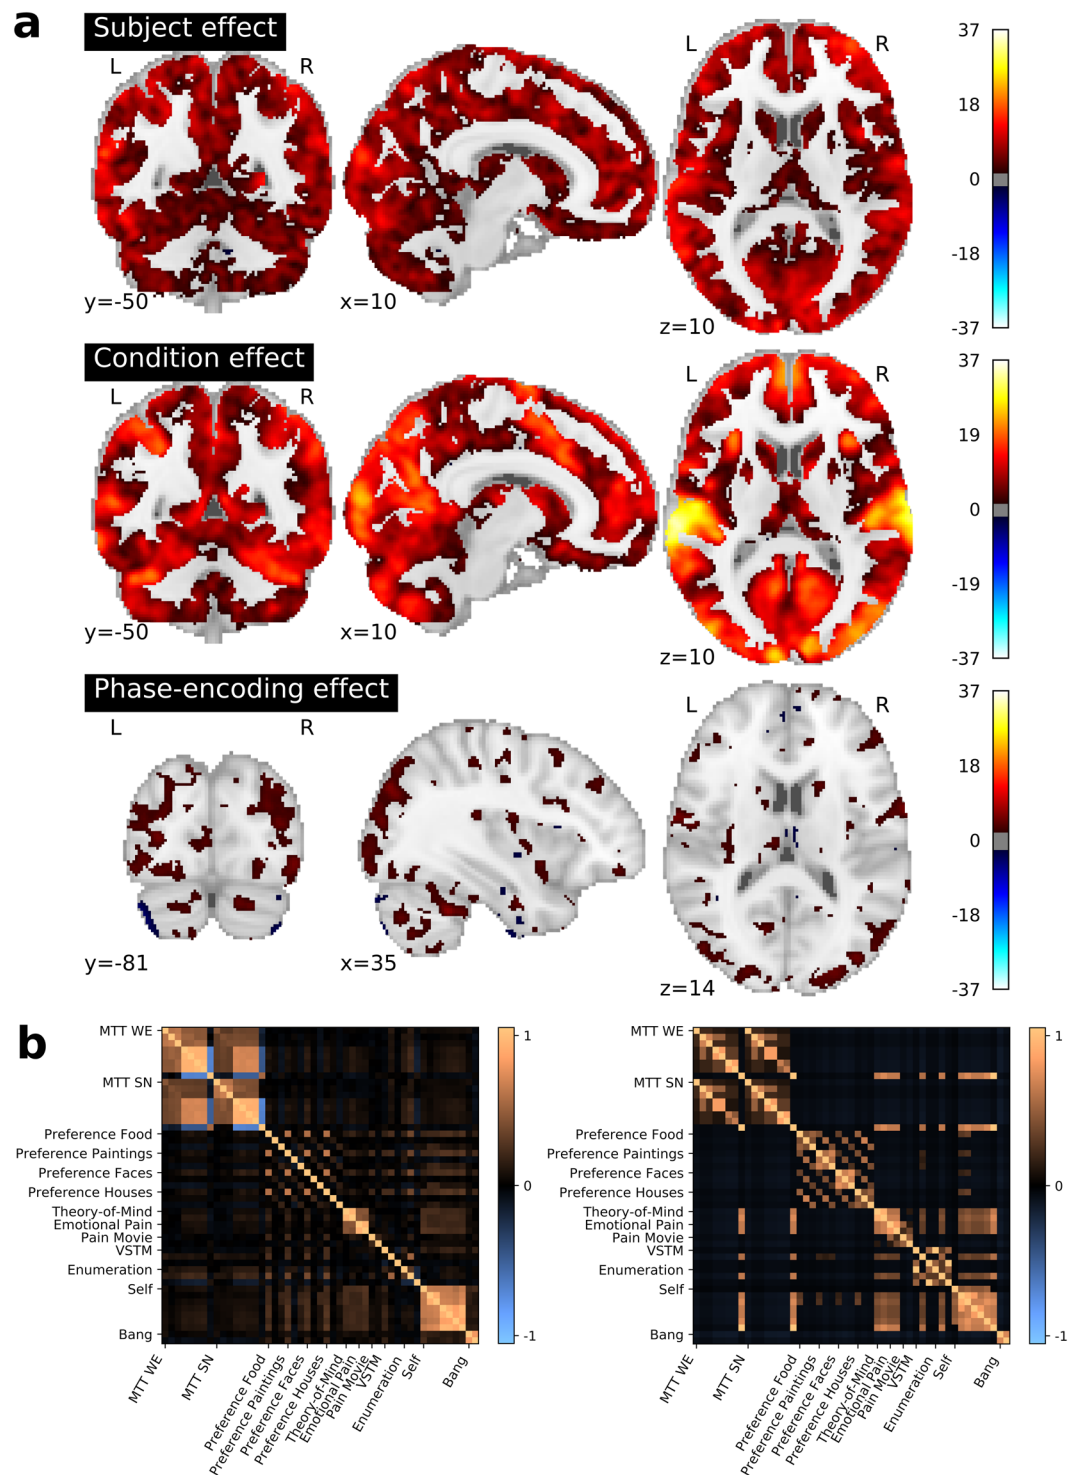 a
Subject effect
L R L R
y=-50 x=10 z=10
37
18
0
-18
-37
Condition effect
L R L R
y=-50 x=10 z=10
37
19
0
-19
-37
Phase-encoding effect
L R L R
y=-81 x=35 z=14
37
18
0
-18
-37
b
MTT WE
MTT SN
Preference Food
Preference Paintings
Preference Faces
Preference Houses
Theory-of-Mind
Emotional Pain
Pain Movie
VSTM
Enumeration
Self
Bang
MTT WE
MTT SN
Preference Food
Preference Paintings
Preference Faces
Preference Houses
Theory-of-Mind
Emotional Pain
Pain Movie
VSTM
Enumeration
Self
Bang
1
0
-1
MTT WE
MTT SN
Preference Food
Preference Paintings
Preference Faces
Preference Houses
Theory-of-Mind
Emotional Pain
Pain Movie
VSTM
Enumeration
Self
Bang
MTT WE
MTT SN
Preference Food
Preference Paintings
Preference Faces
Preference Houses
Theory-of-Mind
Emotional Pain
Pain Movie
VSTM
Enumeration
Self
Bang
1
0
-1